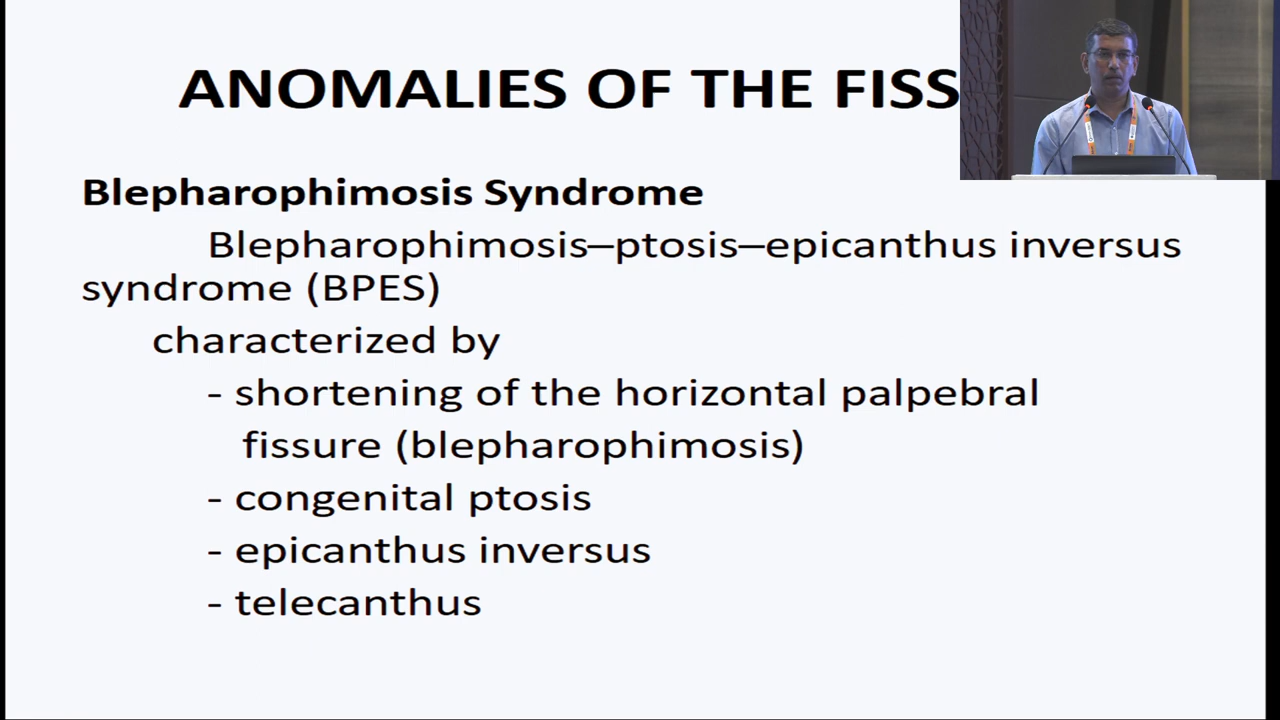 ANOMALIES OF THE FISS
Blepharophimosis Syndrome
Blepharophimosis–ptosis–epicanthus inversus
syndrome (BPES)
characterized by
- shortening of the horizontal palpebral
fissure (blepharophimosis)
- congenital ptosis
- epicanthus inversus
- telecanthus